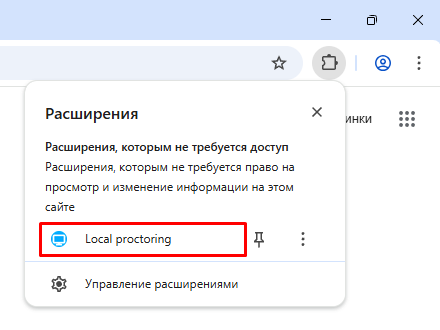 инки
Расширения
Расширения, которым не требуется доступ
Расширения, которым не требуется право на
просмотр и изменение информации на этом
сайте
Local proctoring
Управление расширениями